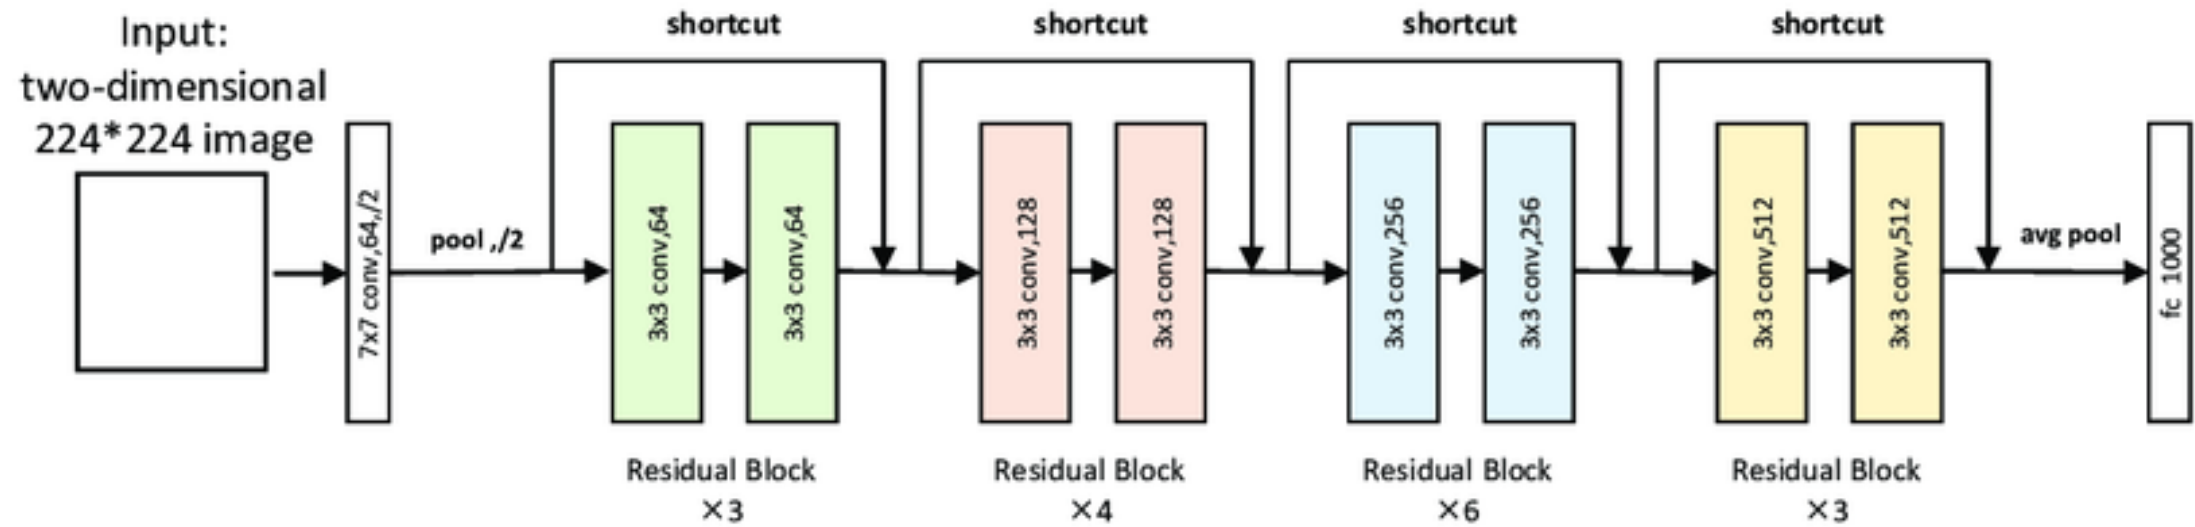 Input:
two-dimensional
224*224 image
7x7 conv,64,/2
pool ,/2
shortcut
3x3 conv,64
3x3 conv,64
Residual Block
×3
shortcut
3x3 conv,128
3x3 conv,128
Residual Block
×4
shortcut
3x3 conv,256
3x3 conv,256
Residual Block
×6
shortcut
3x3 conv,512
3x3 conv,512
Residual Block
×3
avg pool
fc 1000